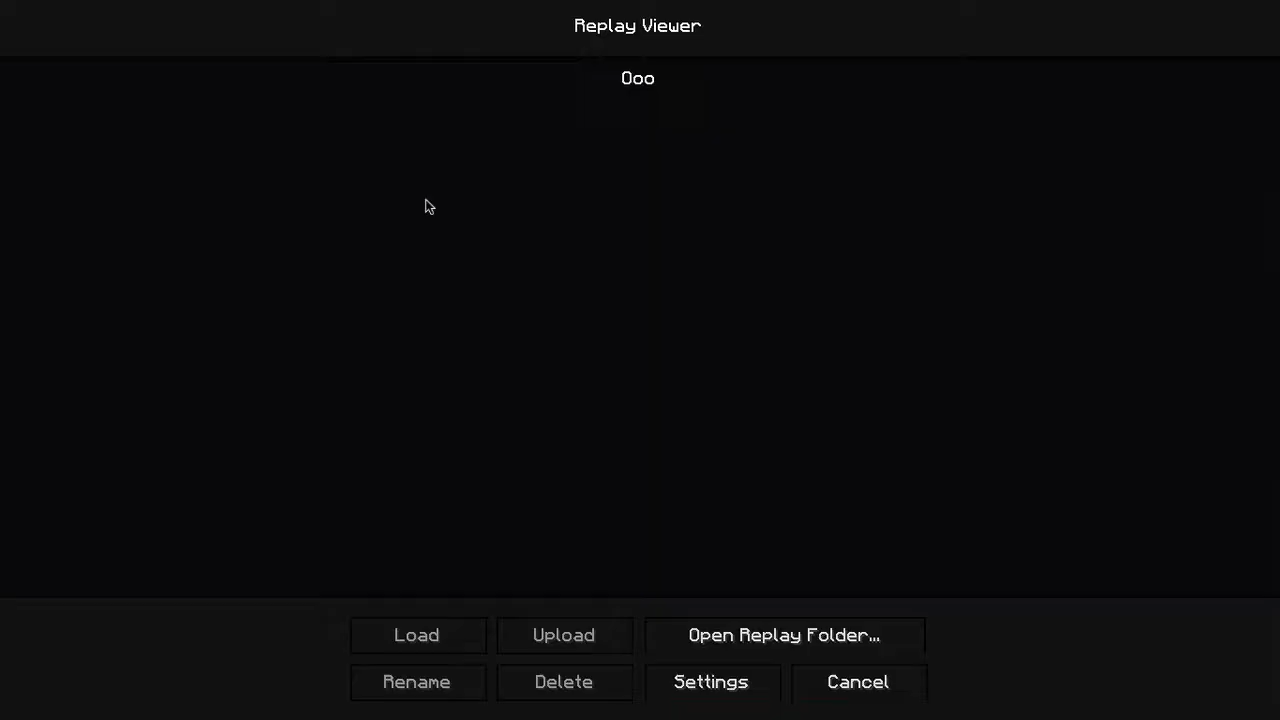 Replay Viewer
Ooo
Load
Upload
Open Replay Folder...
Rename
Delete
Settings
Cancel